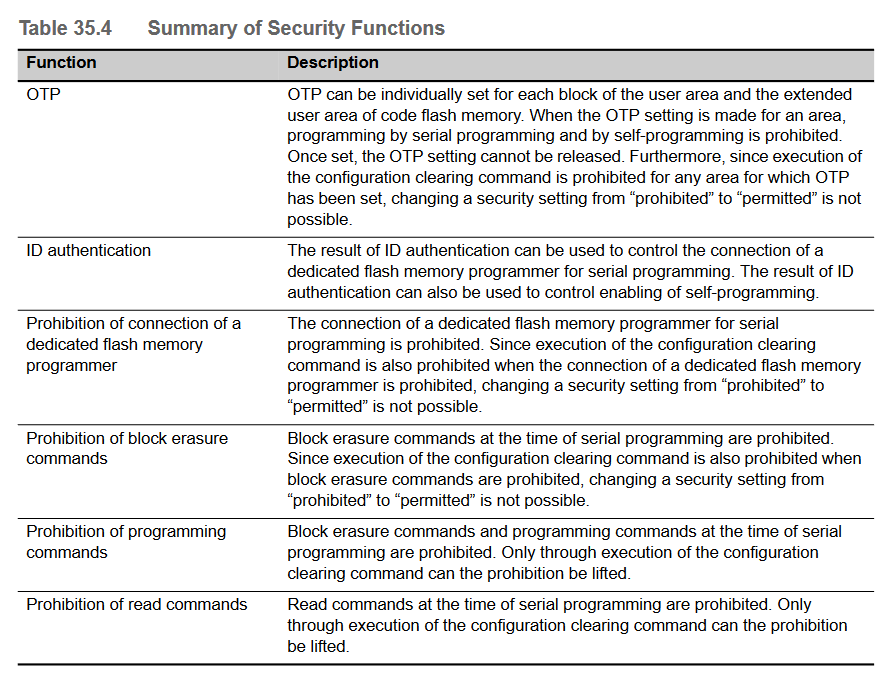 Table 35.4 Summary of Security Functions
Function Description
OTP OTP can be individually set for each block of the user area and the extended
user area of code flash memory. When the OTP setting is made for an area,
programming by serial programming and by self-programming is prohibited.
Once set, the OTP setting cannot be released. Furthermore, since execution of
the configuration clearing command is prohibited for any area for which OTP
has been set, changing a security setting from “prohibited” to “permitted” is not
possible.
ID authentication The result of ID authentication can be used to control the connection of a
dedicated flash memory programmer for serial programming. The result of ID
authentication can also be used to control enabling of self-programming.
Prohibition of connection of a The connection of a dedicated flash memory programmer for serial
dedicated flash memory programming is prohibited. Since execution of the configuration clearing
programmer command is also prohibited when the connection of a dedicated flash memory
programmer is prohibited, changing a security setting from “prohibited” to
“permitted” is not possible.
Prohibition of block erasure Block erasure commands at the time of serial programming are prohibited.
commands Since execution of the configuration clearing command is also prohibited when
block erasure commands are prohibited, changing a security setting from
“prohibited” to “permitted” is not possible.
Prohibition of programming Block erasure commands and programming commands at the time of serial
commands programming are prohibited. Only through execution of the configuration
clearing command can the prohibition be lifted.
Prohibition of read commands Read commands at the time of serial programming are prohibited. Only
through execution of the configuration clearing command can the prohibition
be lifted.